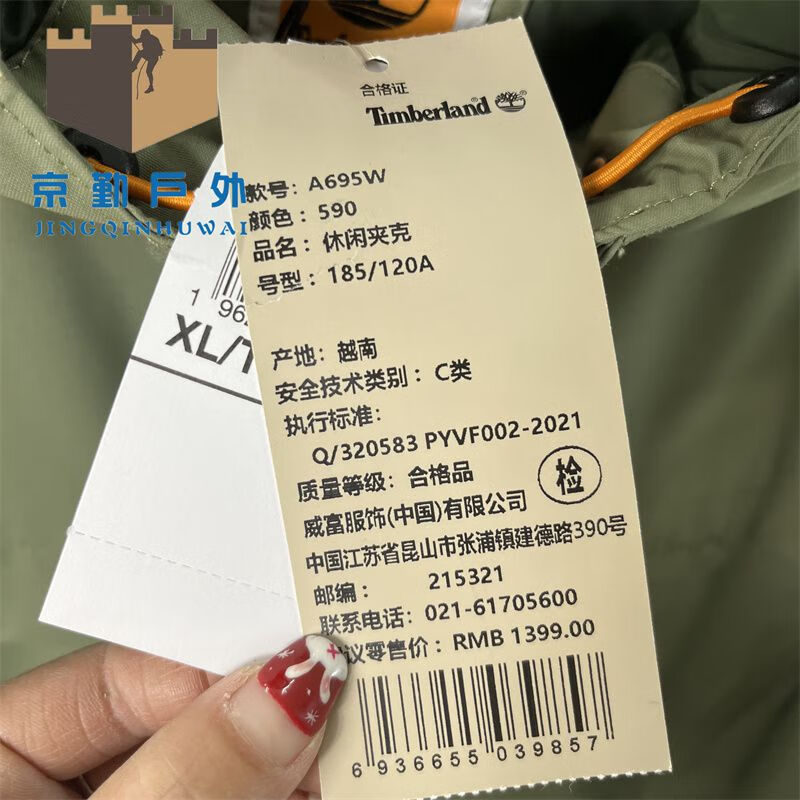 京勤戶外
JINGQINHUWAI
合格证
Timberland
款号：A695W
颜色：590
品名：休闲夹克
号型：185/120A
产地：越南
安全技术类别：C类
执行标准：
Q/320583 PYVF002-2021
质量等级：合格品
检
威富服饰(中国)有限公司
中国江苏省昆山市张浦镇建德路390号
邮编：215321
联系电话：021-61705600
议零售价：RMB 1399.00
6 936655 039857
1 962
XL/T